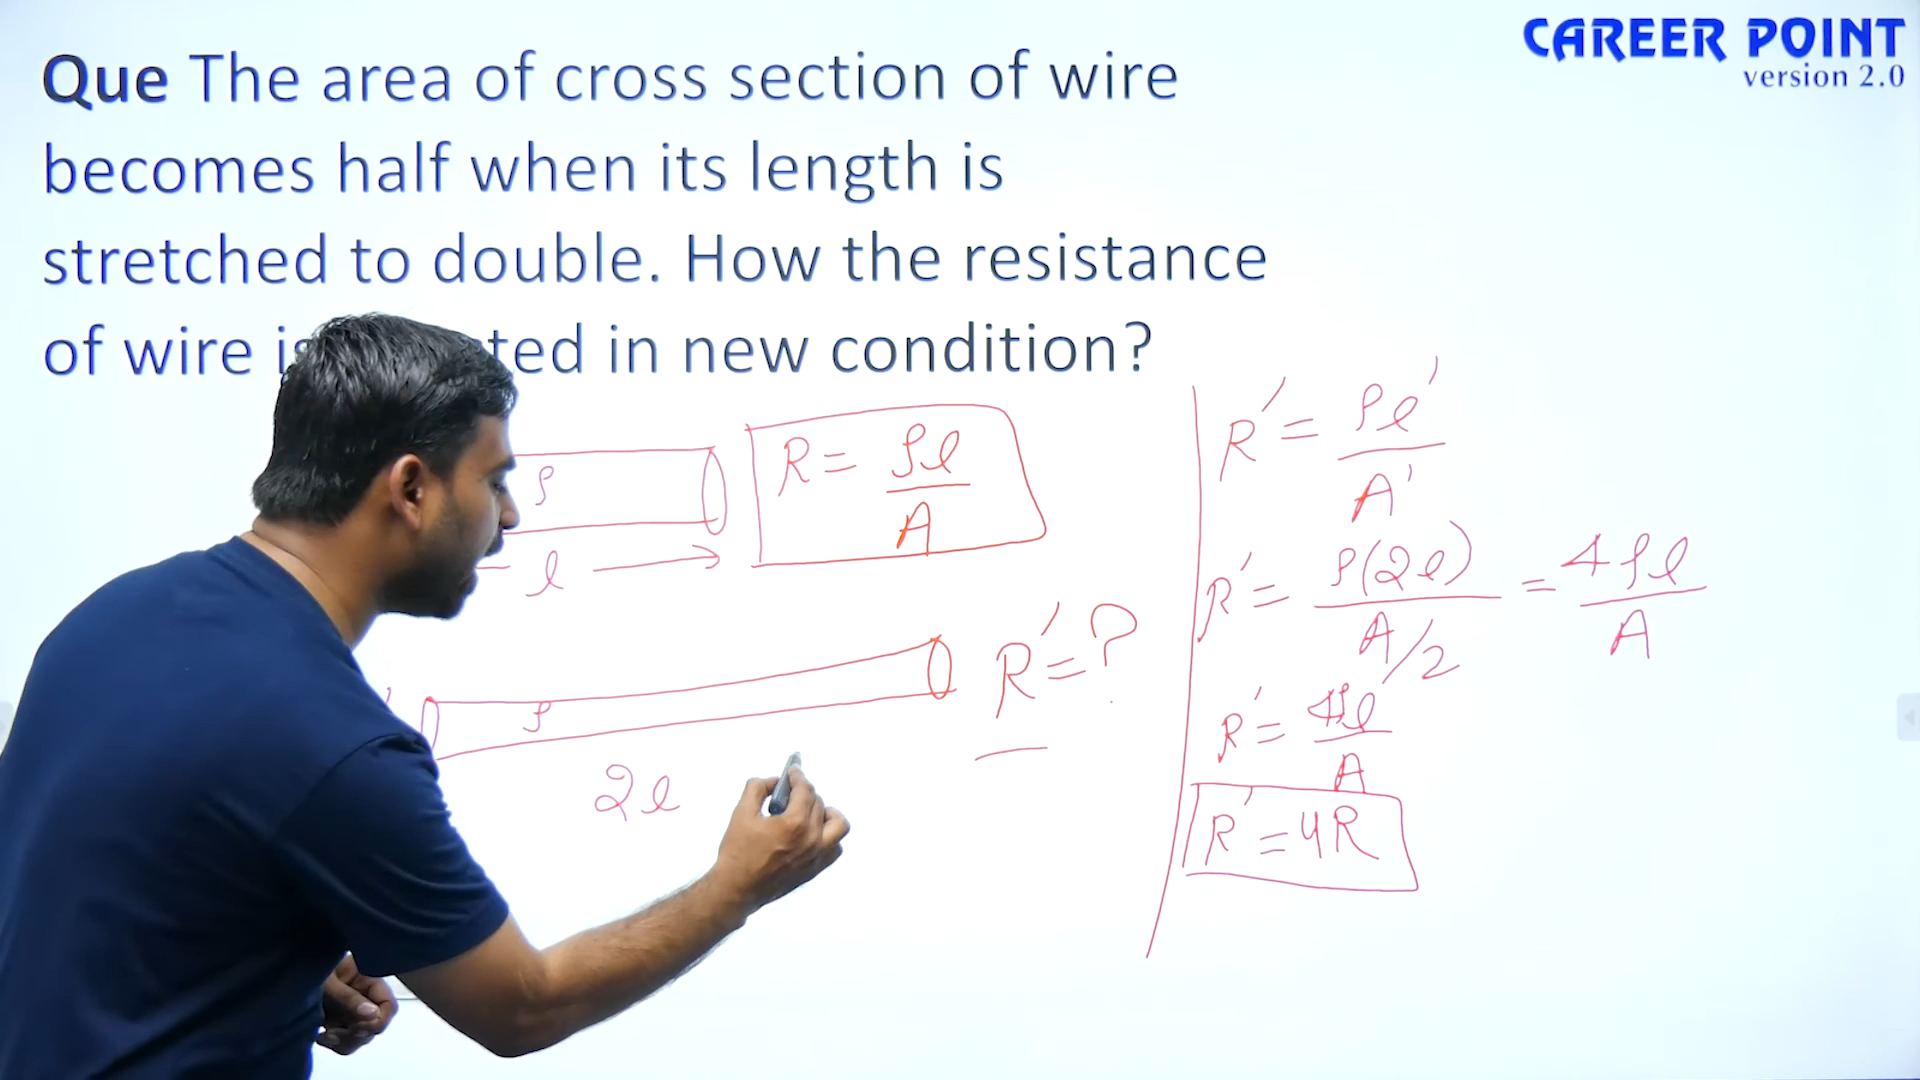 CAREER POINT
version 2.0
Que The area of cross section of wire
becomes half when its length is
stretched to double. How the resistance
of wire in new condition?
ρ
l
R = ρl / A
ρ
2l
R' = ?
R' = ρl' / A'
R' = ρ(2l) / A/2 = 4ρl / A
R' = 4ρl / A
R' = 4R